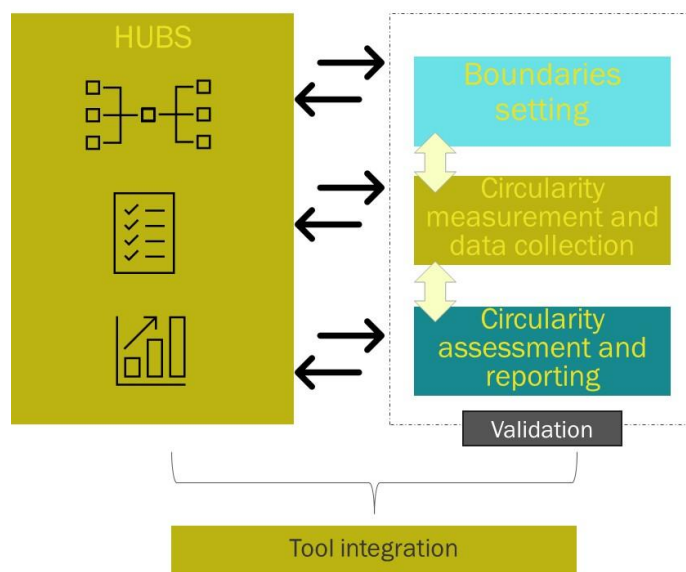 HUBS
Boundaries
setting
Circularity
measurement and
data collection
Circularity
assessment and
reporting
Validation
Tool integration